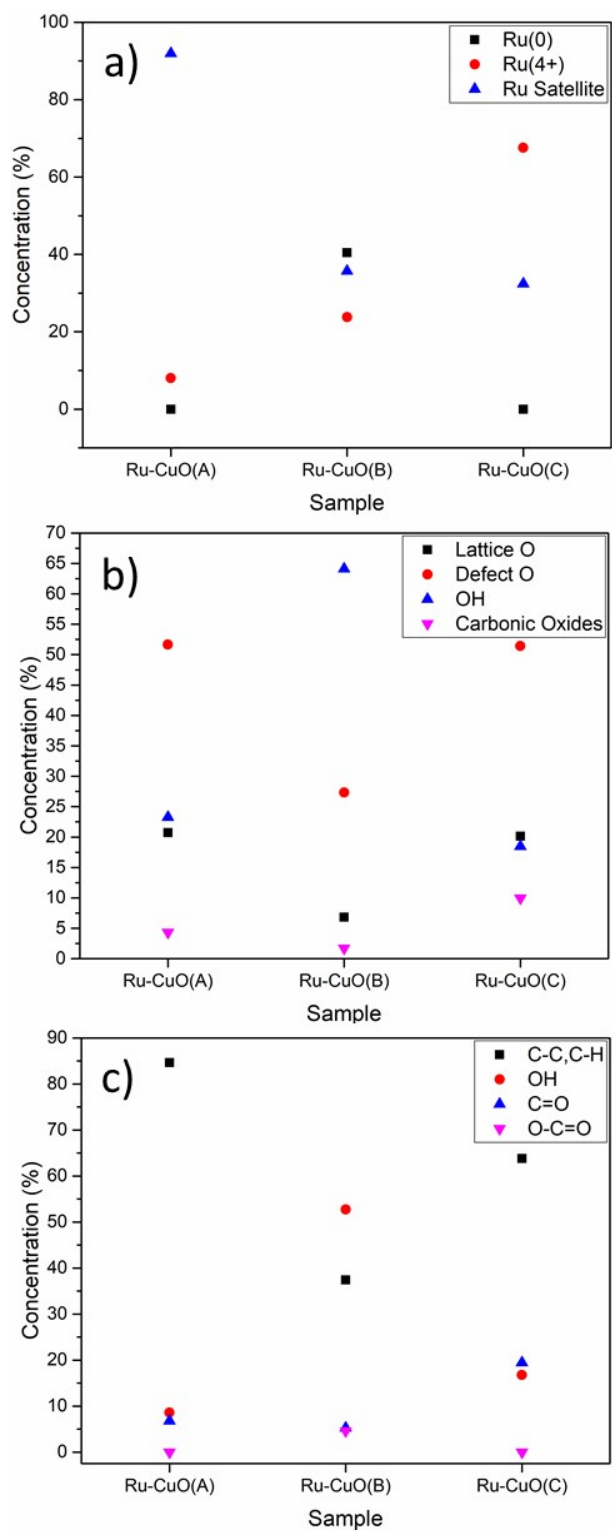 a)
Ru(0)
Ru(4+)
Ru Satellite
100
80
60
40
20
0
Concentration (%)
Ru-CuO(A)
Ru-CuO(B)
Ru-CuO(C)
Sample
b)
Lattice O
Defect O
OH
Carbonic Oxides
70
65
60
55
50
45
40
35
30
25
20
15
10
5
0
Concentration (%)
Ru-CuO(A)
Ru-CuO(B)
Ru-CuO(C)
Sample
c)
C-C,C-H
OH
C=O
O-C=O
90
80
70
60
50
40
30
20
10
0
Concentration (%)
Ru-CuO(A)
Ru-CuO(B)
Ru-CuO(C)
Sample